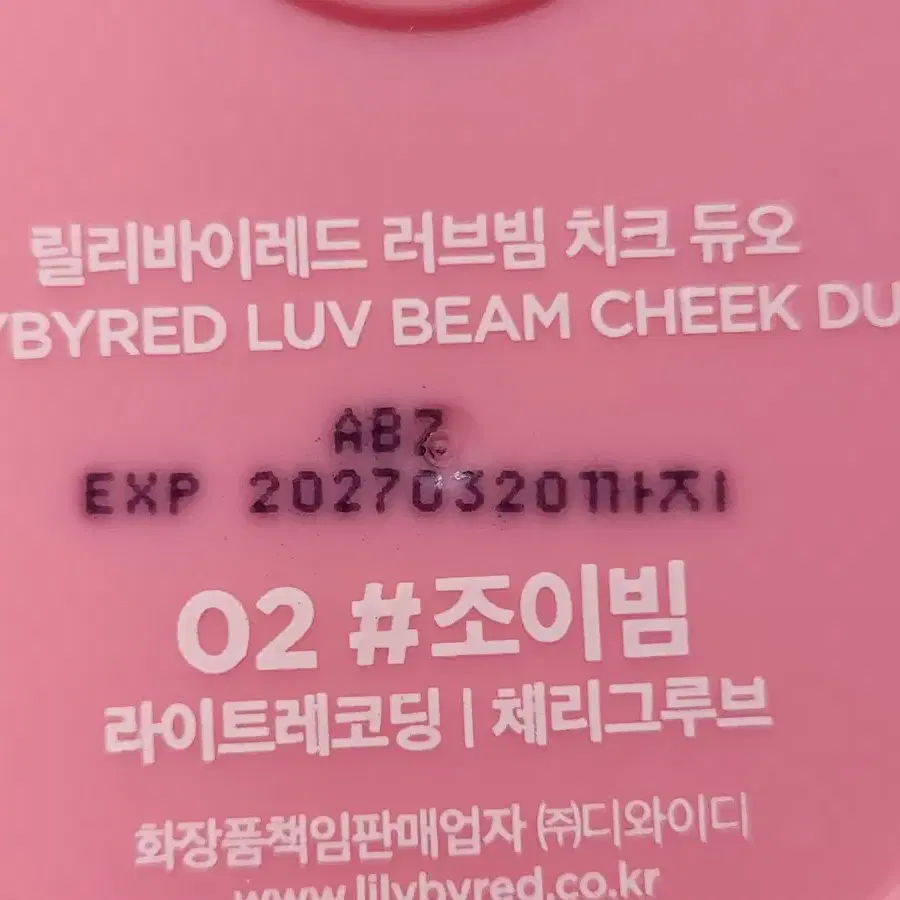 릴리바이레드 러브빔 치크 듀오
YBYRED LUV BEAM CHEEK DU
EXP 20270320까지
02 #조이빔
라이트레코딩 | 체리그루브
화장품책임판매업자 ㈜디와이디
www.lilybyred.co.kr